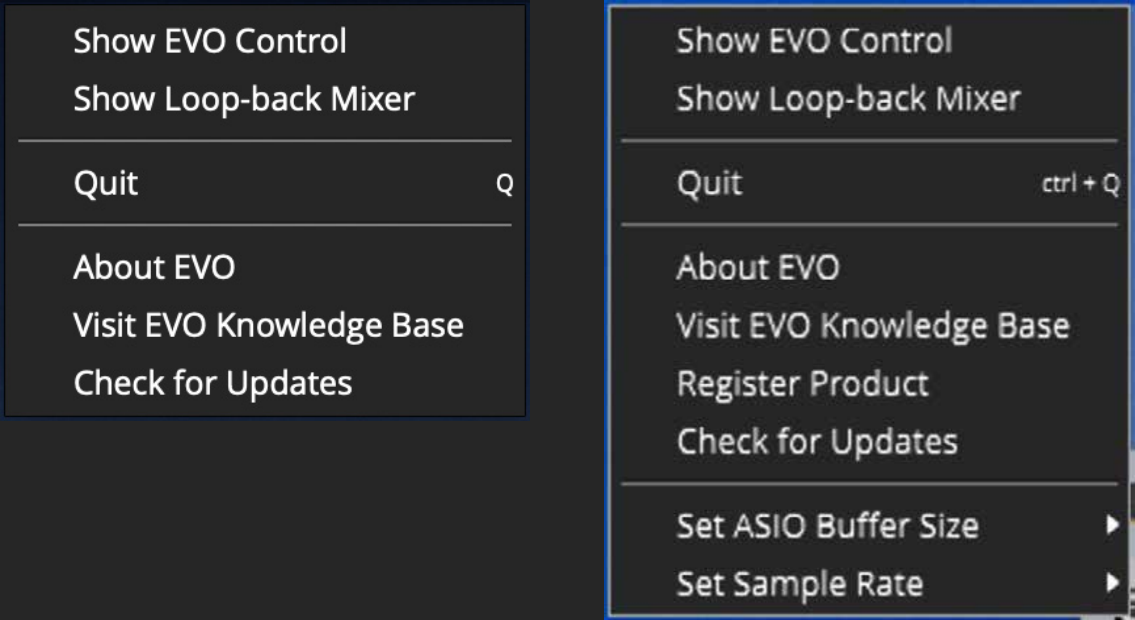 Show EVO Control
Show Loop-back Mixer
Quit Q
About EVO
Visit EVO Knowledge Base
Check for Updates
Show EVO Control
Show Loop-back Mixer
Quit ctrl + Q
About EVO
Visit EVO Knowledge Base
Register Product
Check for Updates
Set ASIO Buffer Size
Set Sample Rate